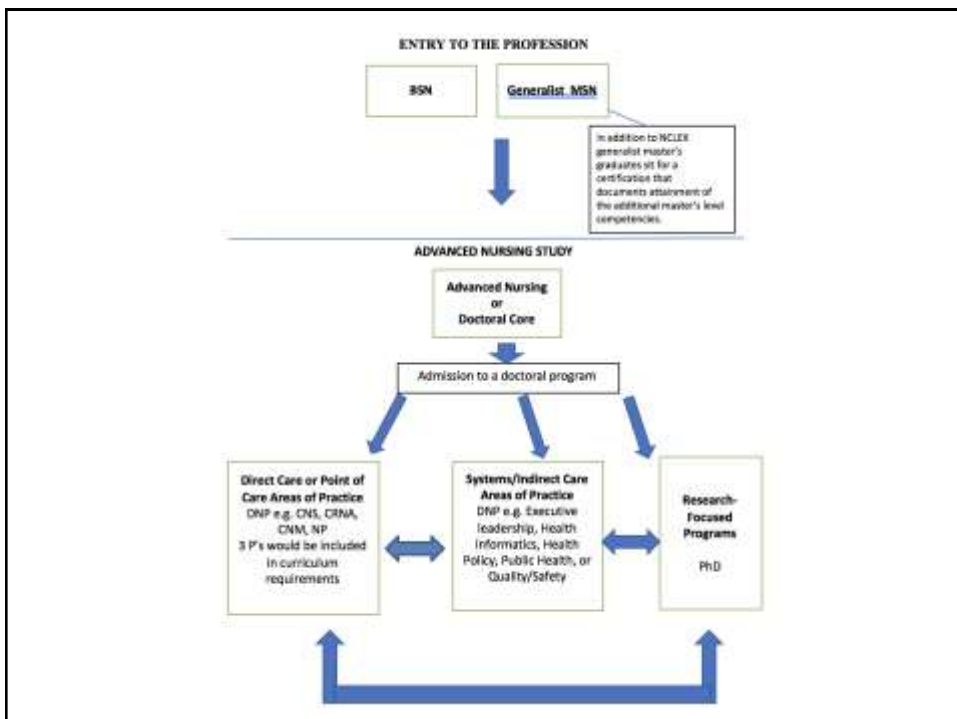 ENTRY TO THE PROFESSION
BSN
Generalist MSN
In addition to NCLEX
generalist master's
graduates sit for a
certification that
documents attainment of
the additional master's level
competencies.
ADVANCED NURSING STUDY
Advanced Nursing
or
Doctoral Core
Admission to a doctoral program
Direct Care or Point of
Care Areas of Practice
DNP e.g. CNS, CRNA,
CNM, NP
3 P's would be included
in curriculum
requirements
Systems/Indirect Care
Areas of Practice
DNP e.g. Executive
leadership, Health
Informatics, Health
Policy, Public Health, or
Quality/Safety
Research-
Focused
Programs
PhD